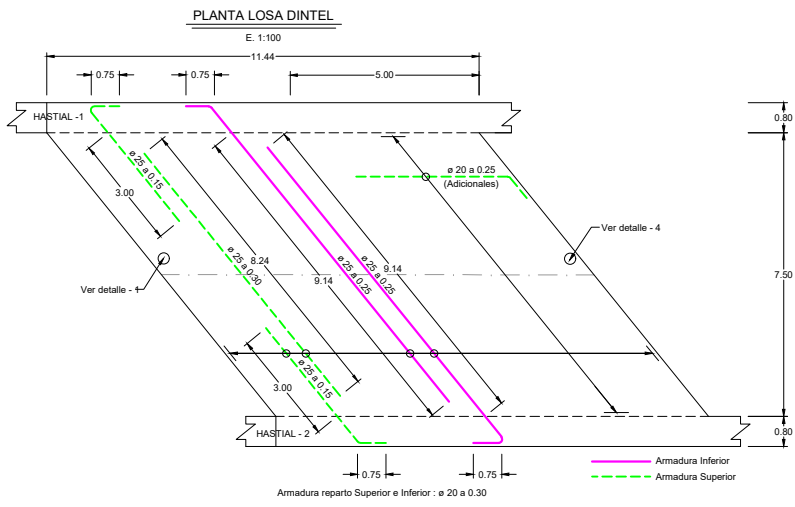 PLANTA LOSA DINTEL
E. 1:100
11.44
0.75
0.75
5.00
HASTIAL -1
0.80
ø 25 a 0.15
3.00
ø 20 a 0.25
(Adicionales)
Ver detalle - 4
8.24
ø 25 a 0.30
9.14
ø 25 a 0.25
ø 25 a 0.25
9.14
7.50
Ver detalle - 1
ø 25 a 0.15
3.00
HASTIAL - 2
0.80
0.75
0.75
Armadura Inferior
Armadura Superior
Armadura reparto Superior e Inferior : ø 20 a 0.30